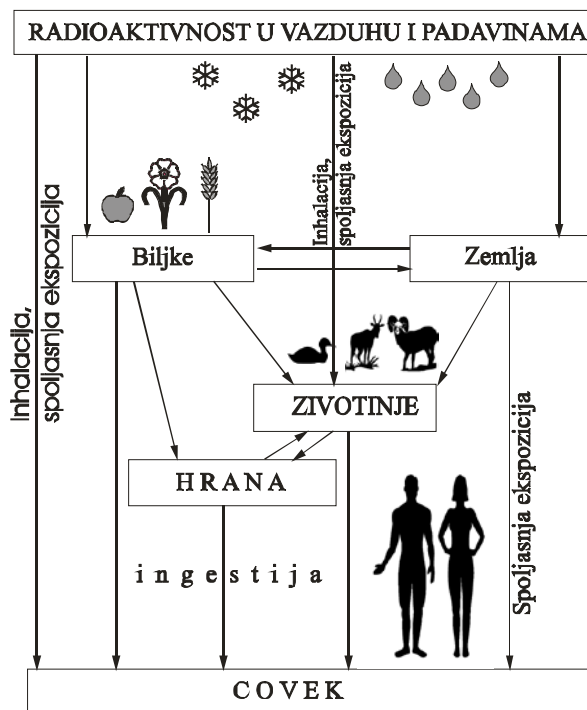 RADIOAKTIVNOST U VAZDUHU I PADAVINAMA
Inhalacija,
spoljasnja ekspozicija
Inhalacija,
spoljasnja ekspozicija
Biljke
Zemlja
ZIVOTINJE
HRANA
Spoljasnja ekspozicija
ingestija
COVEK